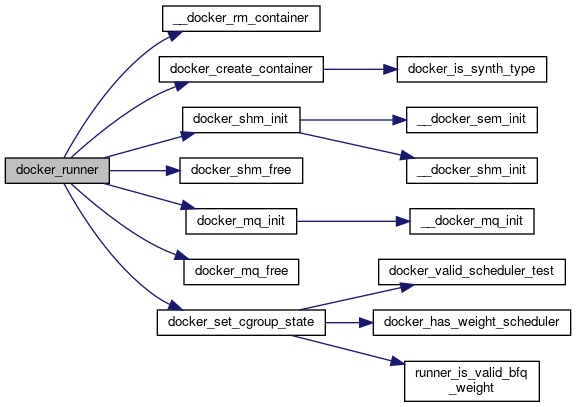 docker_runner
__docker_rm_container
docker_create_container
docker_is_synth_type
docker_shm_init
__docker_sem_init
__docker_shm_init
docker_shm_free
docker_mq_init
__docker_mq_init
docker_mq_free
docker_set_cgroup_state
docker_valid_scheduler_test
docker_has_weight_scheduler
runner_is_valid_bfq
_weight